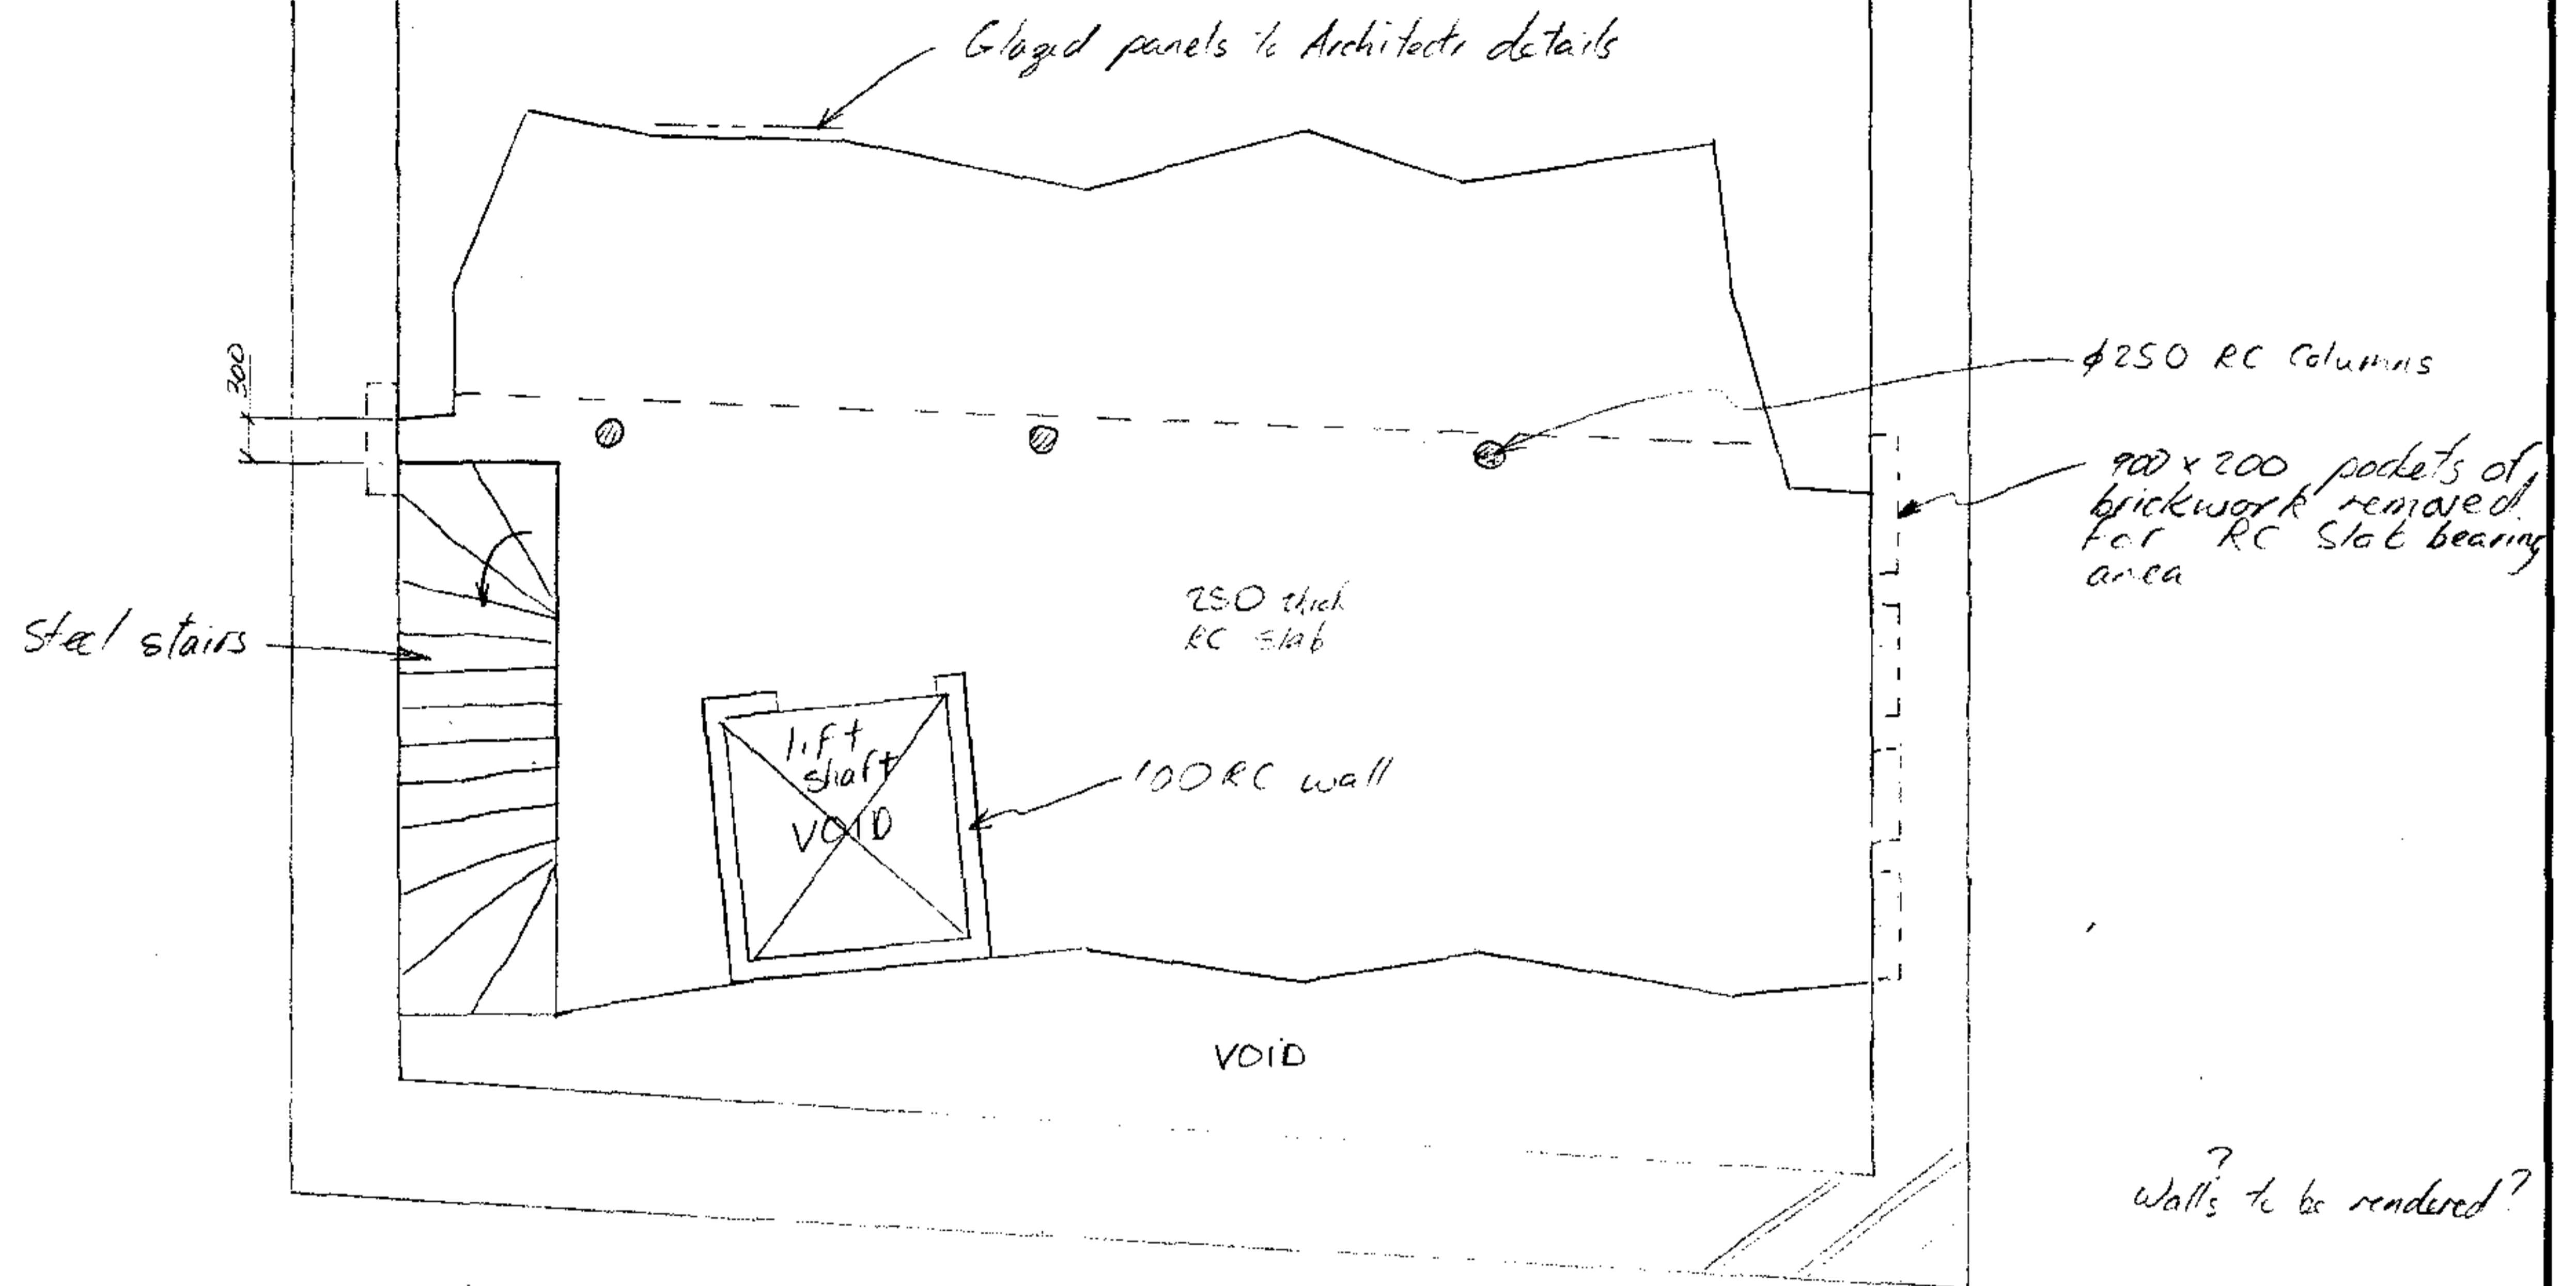 Glazed panels to Architects details
300
ϕ250 RC Columns
900 x 200 pockets of
brickwork removed
For RC Slab bearing
area
250 thick
RC slab
Steel stairs
lift
shaft
VOID
100 RC wall
VOID
?
Walls to be rendered?